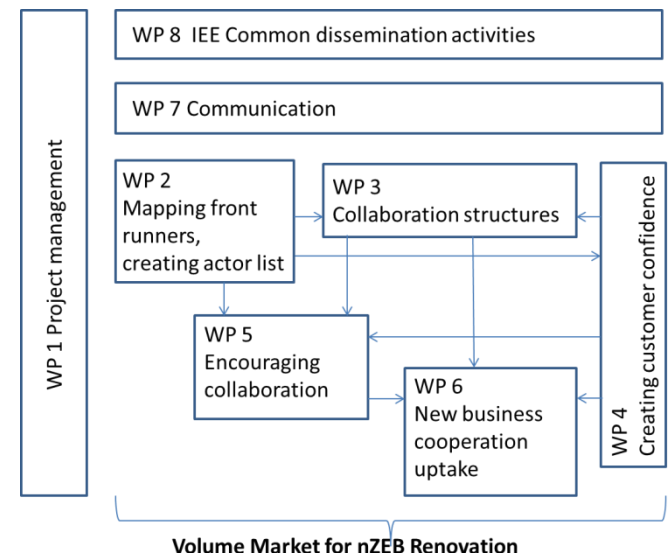 WP 8 IEE Common dissemination activities
WP 7 Communication
WP 1 Project management
WP 2
Mapping front
runners,
creating actor list
WP 3
Collaboration structures
WP 4
Creating customer confidence
WP 5
Encouraging
collaboration
WP 6
New business
cooperation
uptake
Volume Market for nZEB Renovation